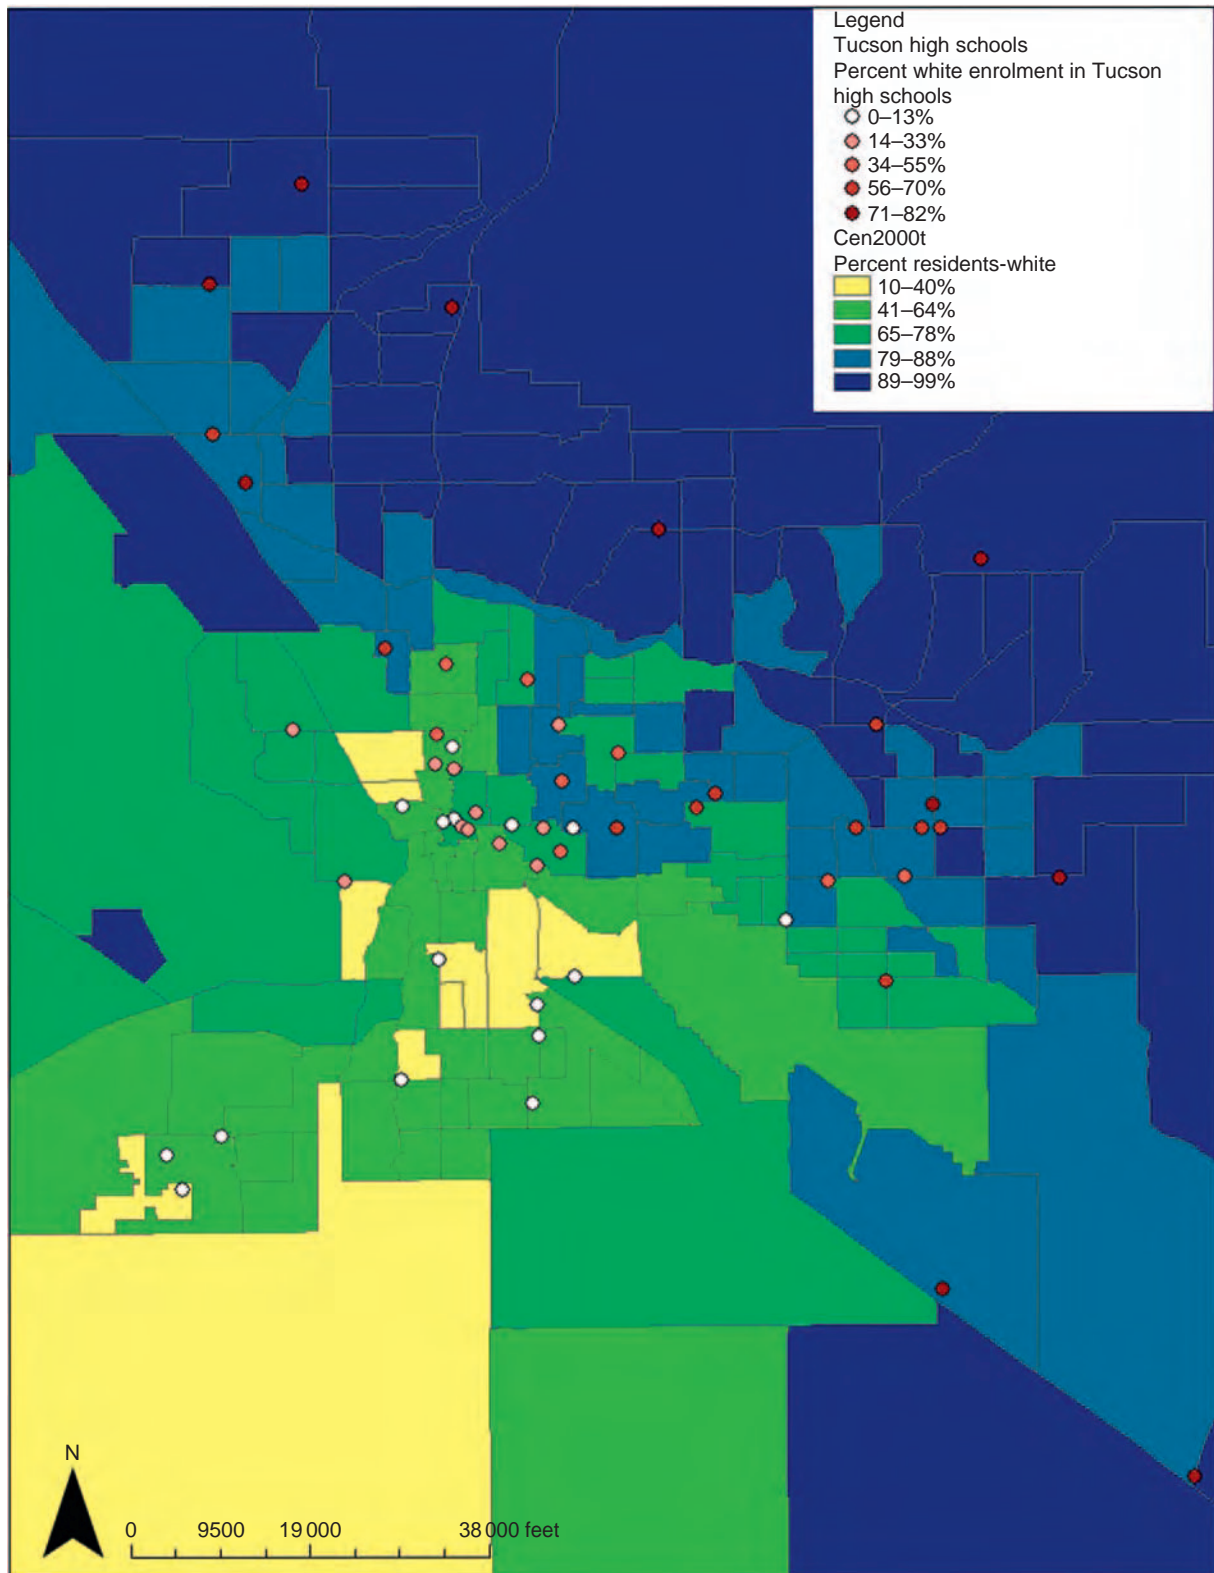 Legend
Tucson high schools
Percent white enrolment in Tucson
high schools
0–13%
14–33%
34–55%
56–70%
71–82%
Cen2000t
Percent residents-white
10–40%
41–64%
65–78%
79–88%
89–99%
N
0 9500 19 000 38 000 feet